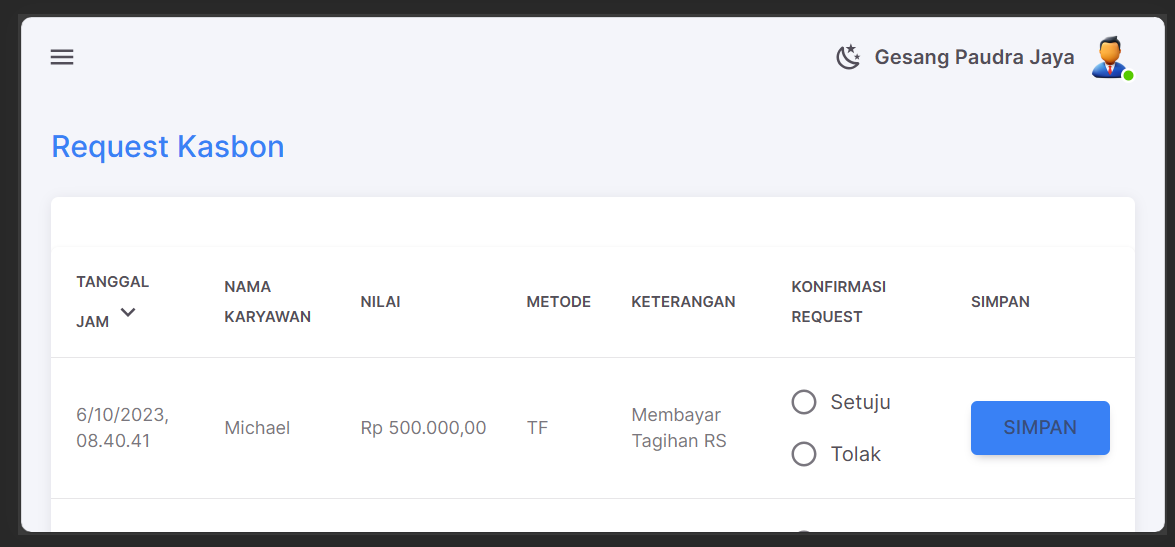 Gesang Paudra Jaya
Request Kasbon
TANGGAL
JAM
NAMA
KARYAWAN
NILAI
METODE
KETERANGAN
KONFIRMASI
REQUEST
SIMPAN
6/10/2023,
08.40.41
Michael
Rp 500.000,00
TF
Membayar
Tagihan RS
Setuju
Tolak
SIMPAN